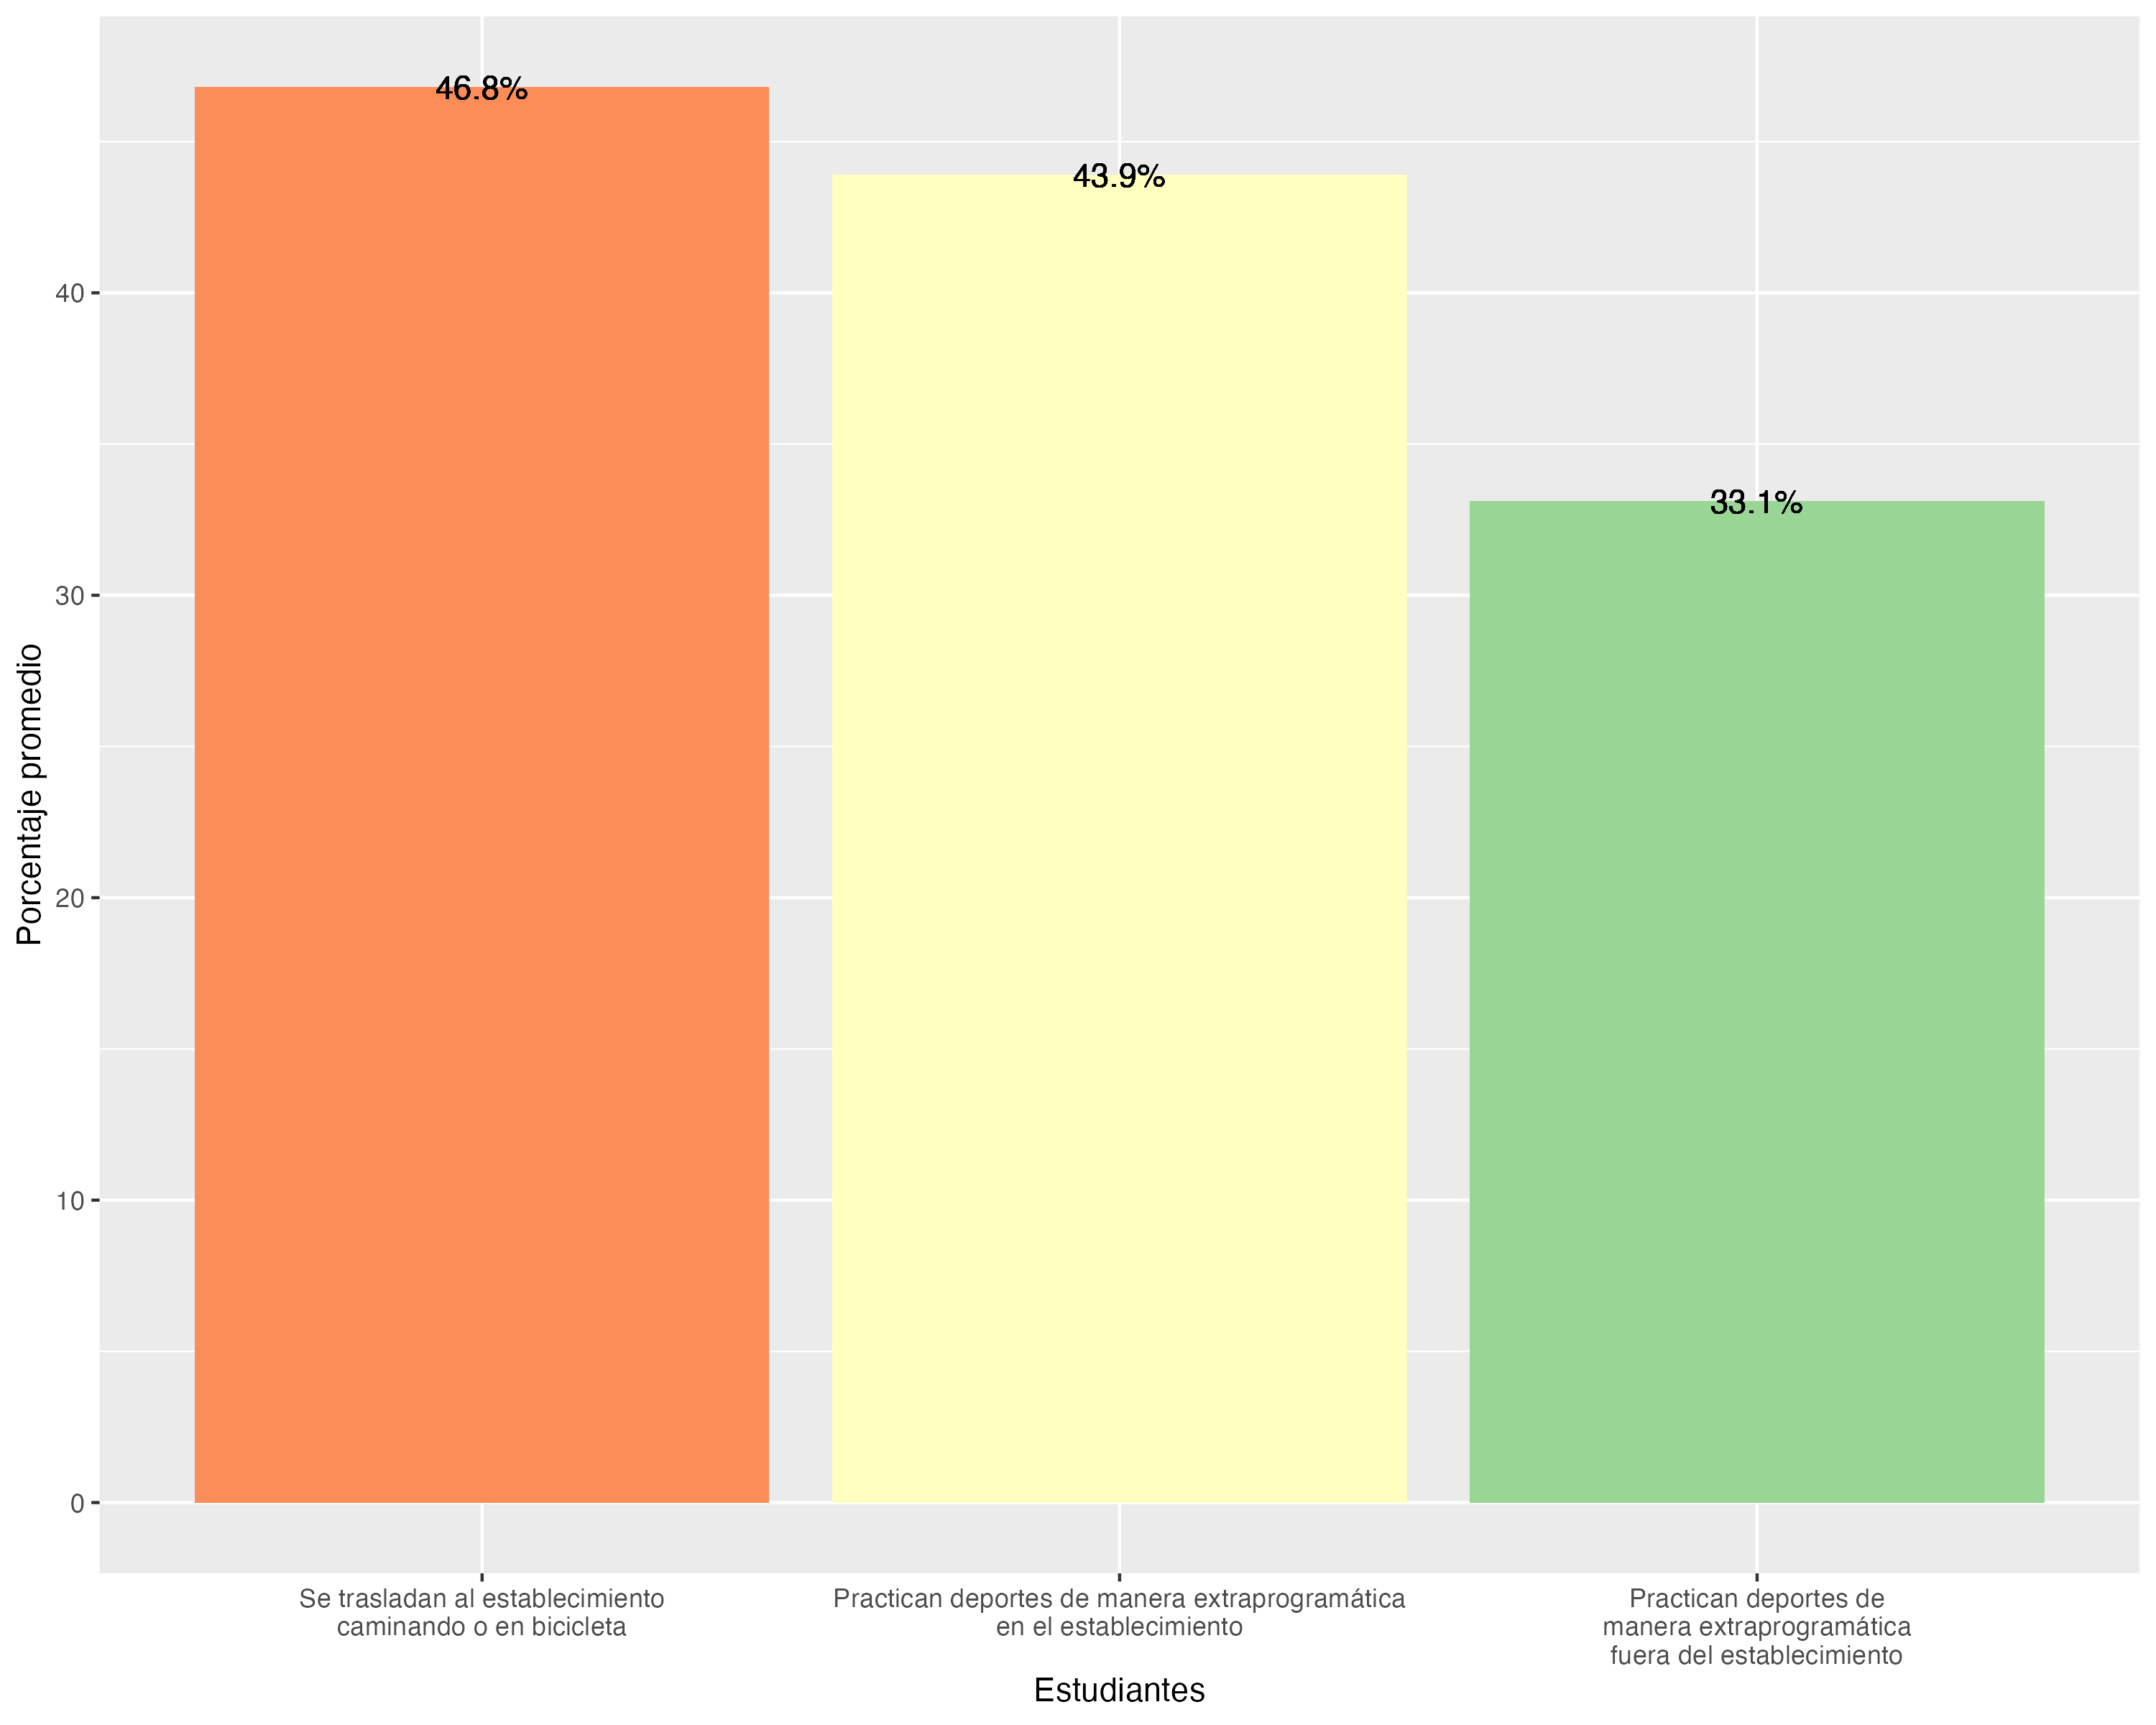 46.8%
43.9%
33.1%
40
30
20
10
0
Porcentaje promedio
Se trasladan al establecimiento
caminando o en bicicleta
Practican deportes de manera extraprogramática
en el establecimiento
Practican deportes de
manera extraprogramática
fuera del establecimiento
Estudiantes